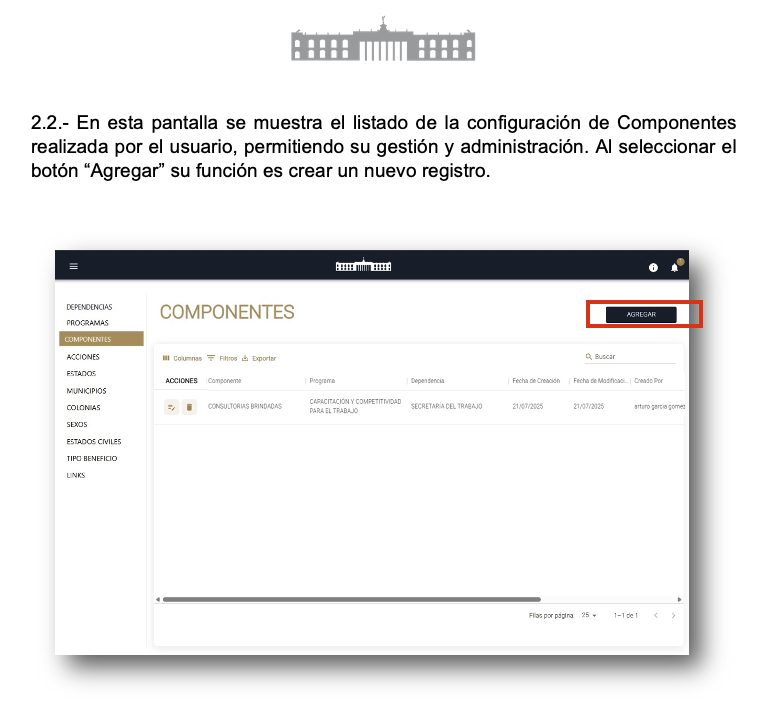 2.2.- En esta pantalla se muestra el listado de la configuración de Componentes
realizada por el usuario, permitiendo su gestión y administración. Al seleccionar el
botón “Agregar” su función es crear un nuevo registro.
DEPENDENCIAS
PROGRAMAS
COMPONENTES
ACCIONES
ESTADOS
MUNICIPIOS
COLONIAS
SEXOS
ESTADOS CIVILES
TIPO BENEFICIO
LINKS
COMPONENTES
AGREGAR
Columnas Filtros Exportar
Buscar
ACCIONES Componente Programa Dependencia Fecha de Creación Fecha de Modificaci... Creado Por
CONSULTORIAS BRINDADAS CAPACITACION Y COMPETITIVIDAD SECRETARÍA DEL TRABAJO 21/07/2025 21/07/2025 arturo garcia gomez
PARA EL TRABAJO
Filas por página: 25 1–1 de 1